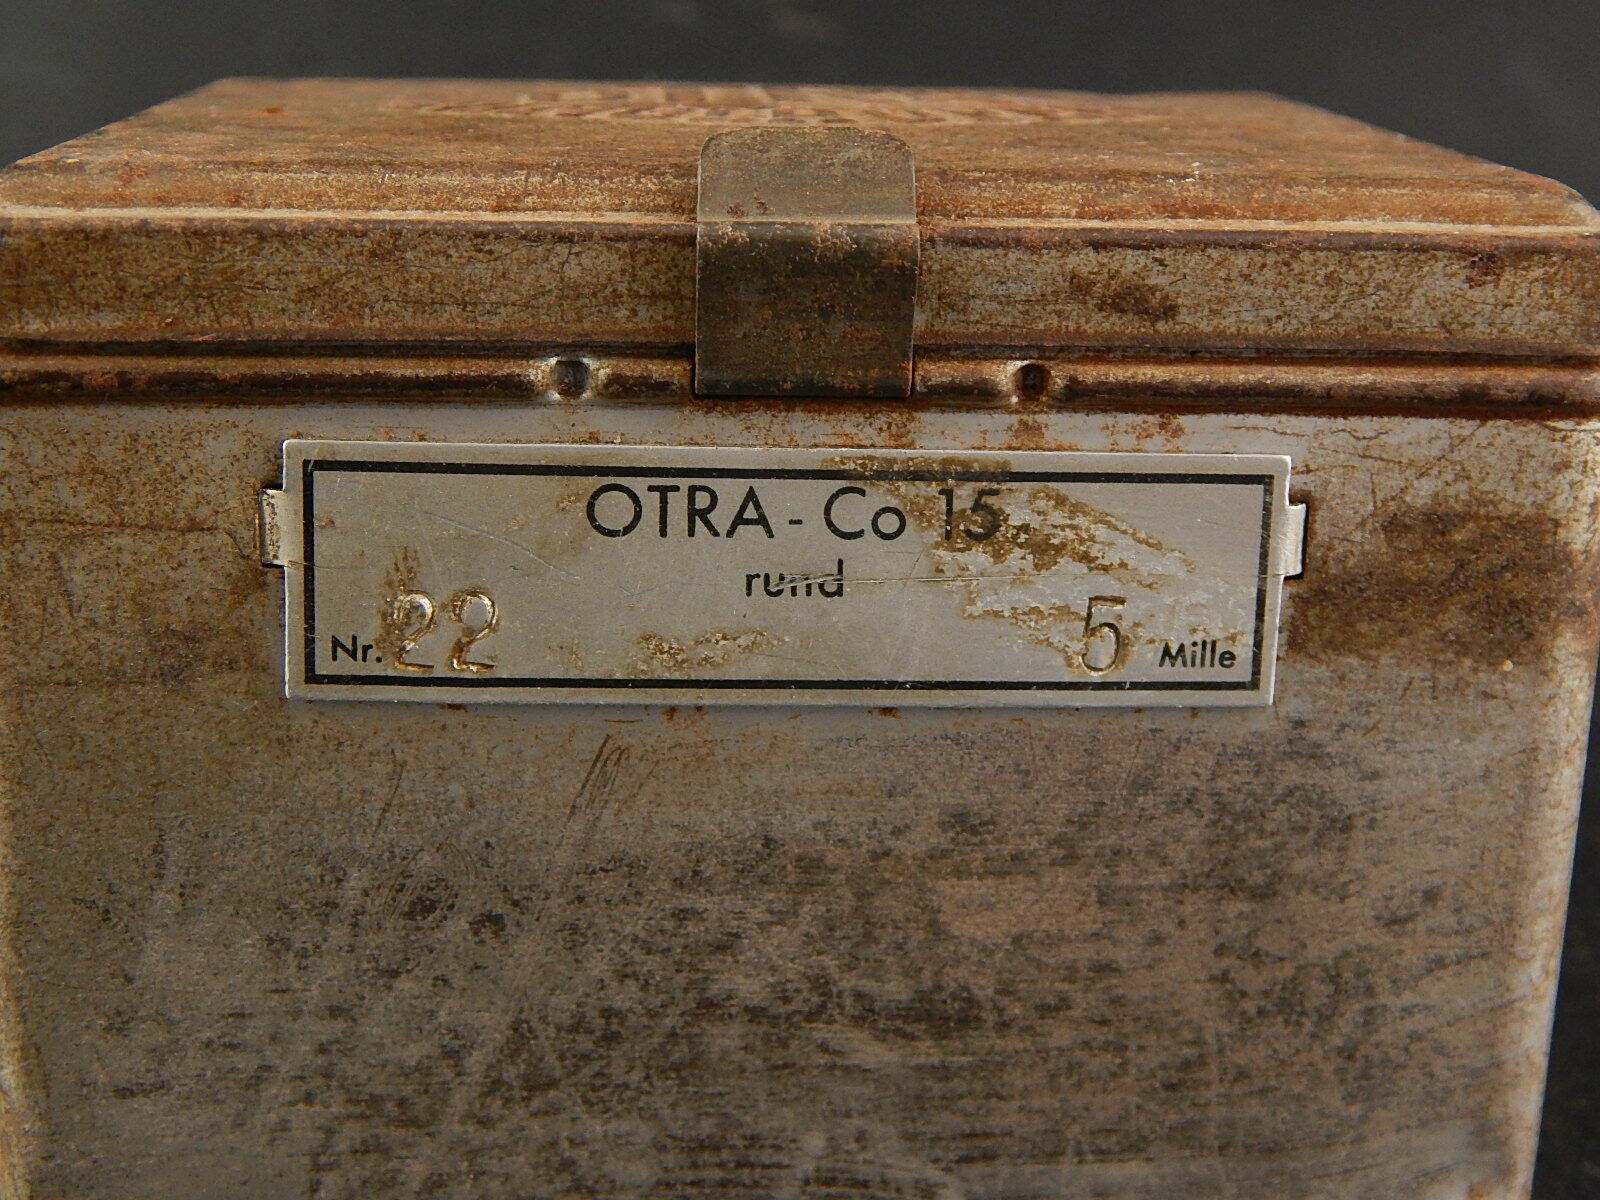 OTRA - Co 15
rund
Nr. 22 5 Mille